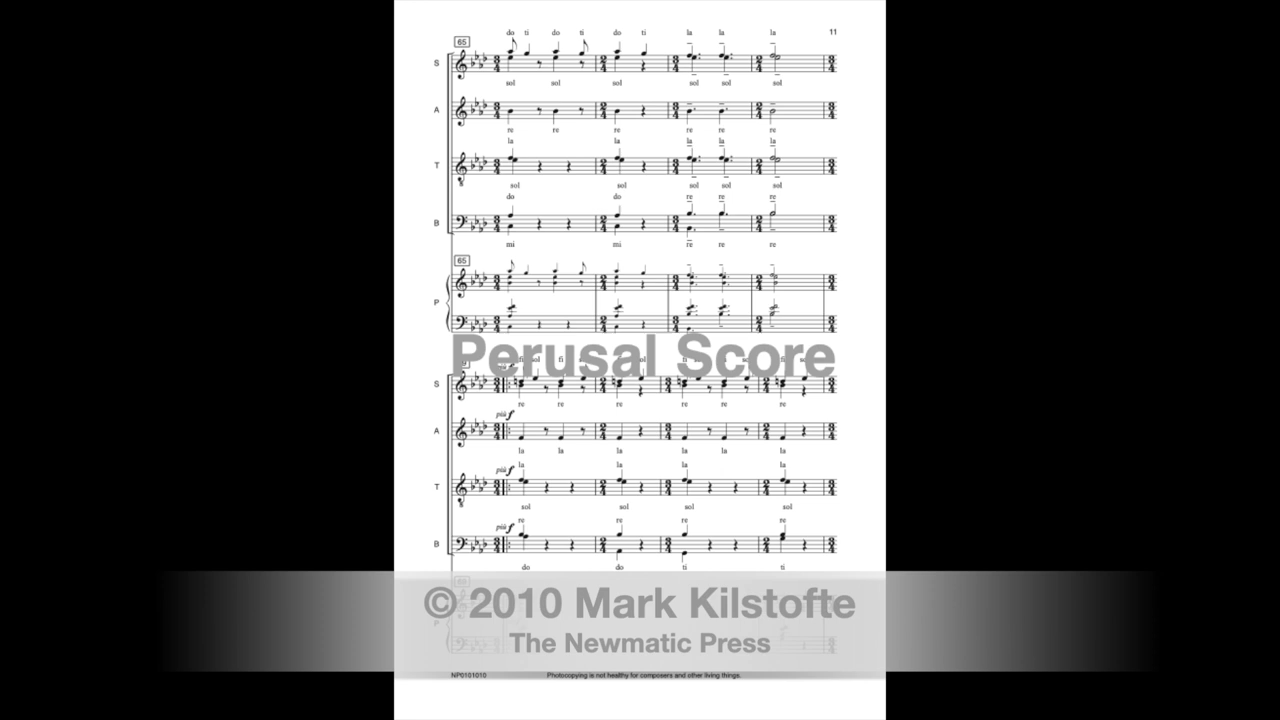 do ti do ti do ti la la la 11
65
S
sol sol sol sol sol sol
A
re re re re re re
la la la la la
T
sol sol sol sol sol
do do re re re
B
mi mi re re re
65
P
Perusal Score
S
re re re re re re
più f
A
la la la la la la
più f
la la la la
T
sol sol sol sol
più f
re re re re
B
do do ti ti
69
© 2010 Mark Kilstofte
The Newmatic Press
NP0101010 Photocopying is not healthy for composers and other living things.